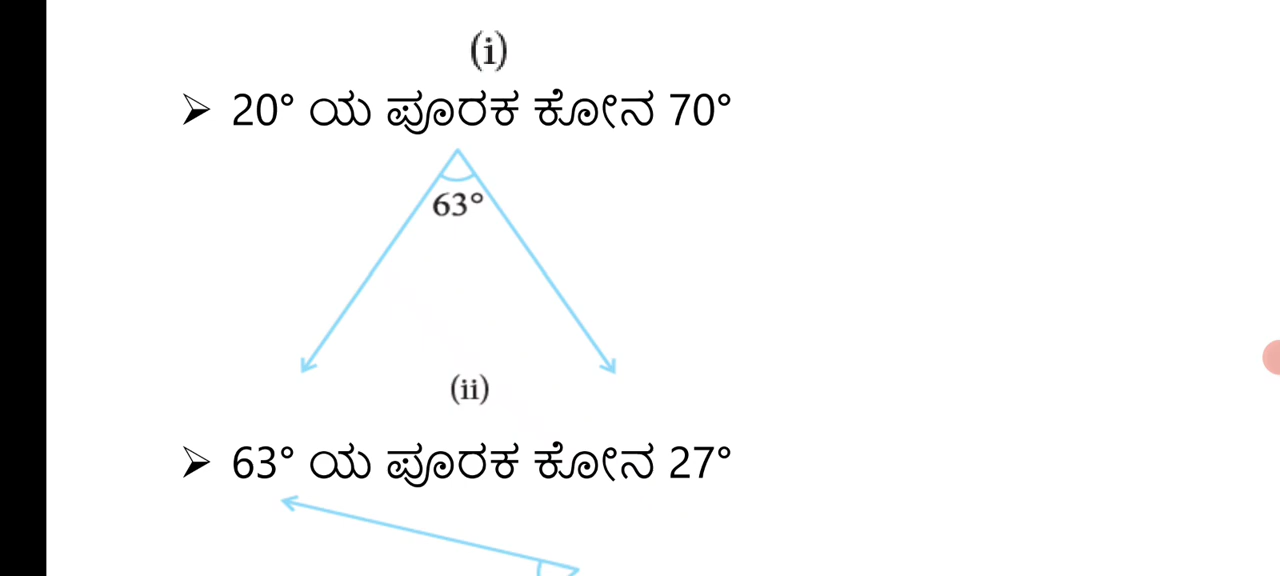 (i)
➢ 20° ಯ ಪೂರಕ ಕೋನ 70°
63°
(ii)
➢ 63° ಯ ಪೂರಕ ಕೋನ 27°